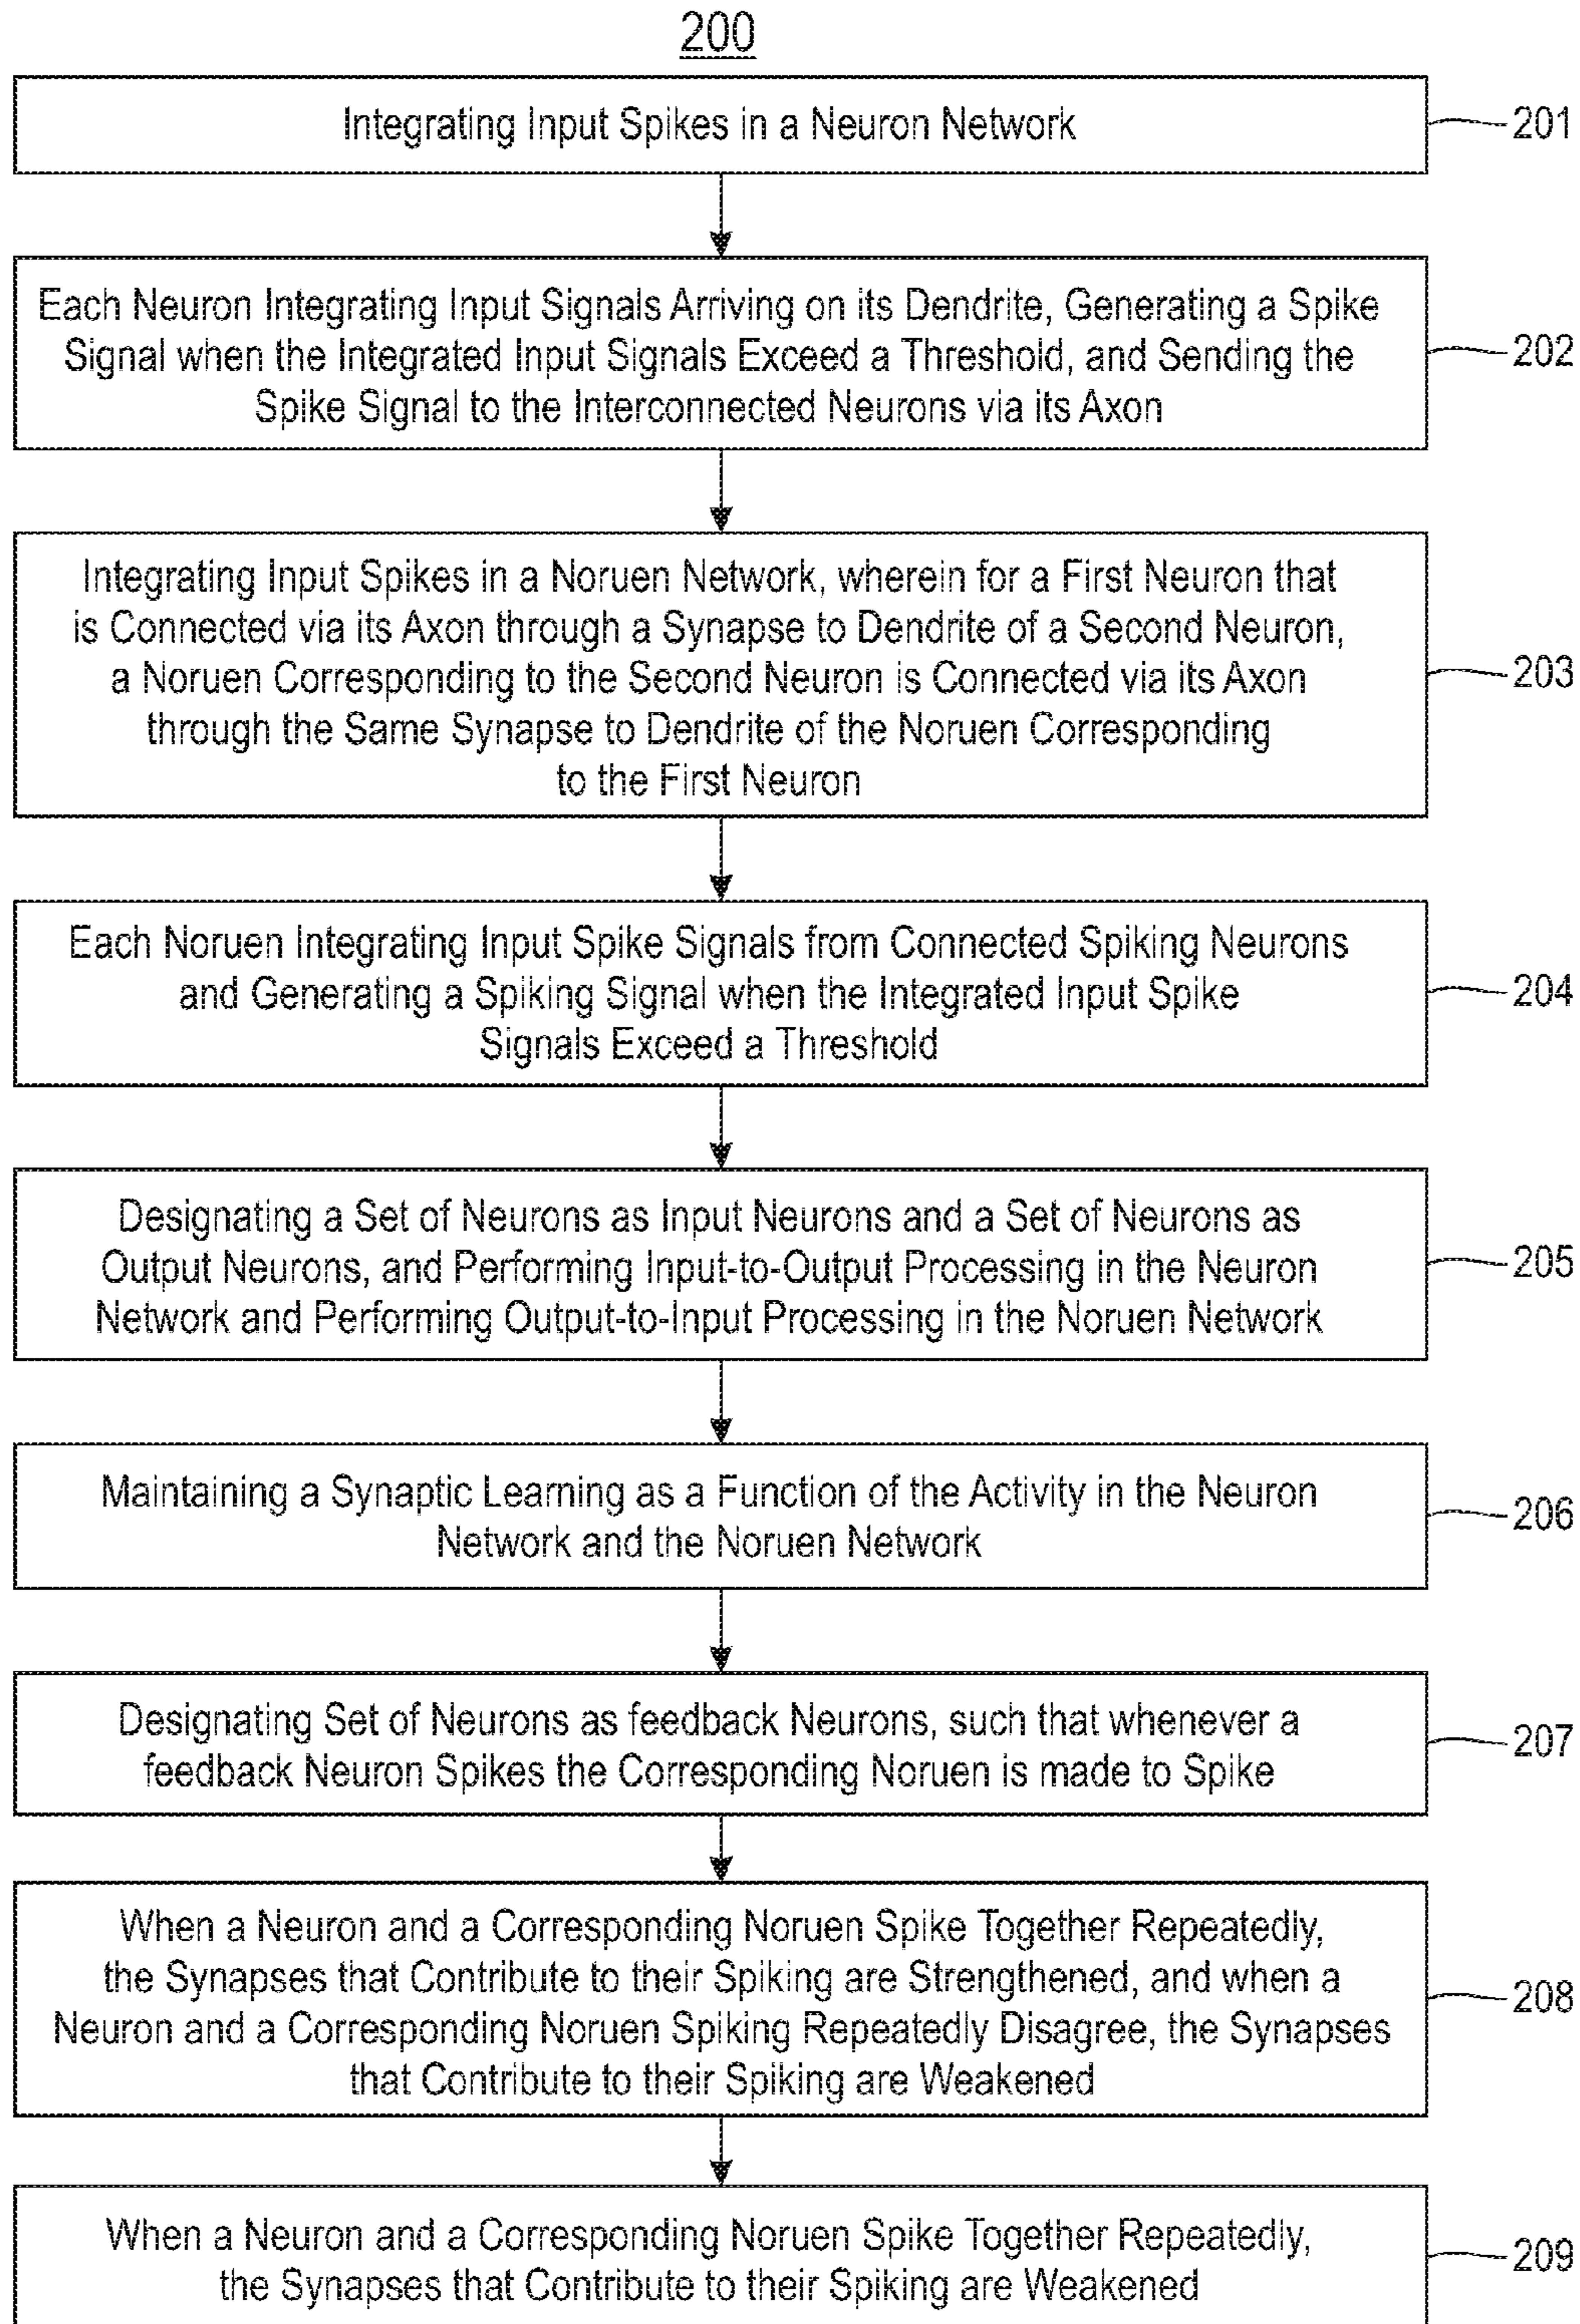 200
Integrating Input Spikes in a Neuron Network
201
Each Neuron Integrating Input Signals Arriving on its Dendrite, Generating a Spike
Signal when the Integrated Input Signals Exceed a Threshold, and Sending the
Spike Signal to the Interconnected Neurons via its Axon
202
Integrating Input Spikes in a Noruen Network, wherein for a First Neuron that
is Connected via its Axon through a Synapse to Dendrite of a Second Neuron,
a Noruen Corresponding to the Second Neuron is Connected via its Axon
through the Same Synapse to Dendrite of the Noruen Corresponding
to the First Neuron
203
Each Noruen Integrating Input Spike Signals from Connected Spiking Neurons
and Generating a Spiking Signal when the Integrated Input Spike
Signals Exceed a Threshold
204
Designating a Set of Neurons as Input Neurons and a Set of Neurons as
Output Neurons, and Performing Input-to-Output Processing in the Neuron
Network and Performing Output-to-Input Processing in the Noruen Network
205
Maintaining a Synaptic Learning as a Function of the Activity in the Neuron
Network and the Noruen Network
206
Designating Set of Neurons as feedback Neurons, such that whenever a
feedback Neuron Spikes the Corresponding Noruen is made to Spike
207
When a Neuron and a Corresponding Noruen Spike Together Repeatedly,
the Synapses that Contribute to their Spiking are Strengthened, and when a
Neuron and a Corresponding Noruen Spiking Repeatedly Disagree, the Synapses
that Contribute to their Spiking are Weakened
208
When a Neuron and a Corresponding Noruen Spike Together Repeatedly,
the Synapses that Contribute to their Spiking are Weakened
209